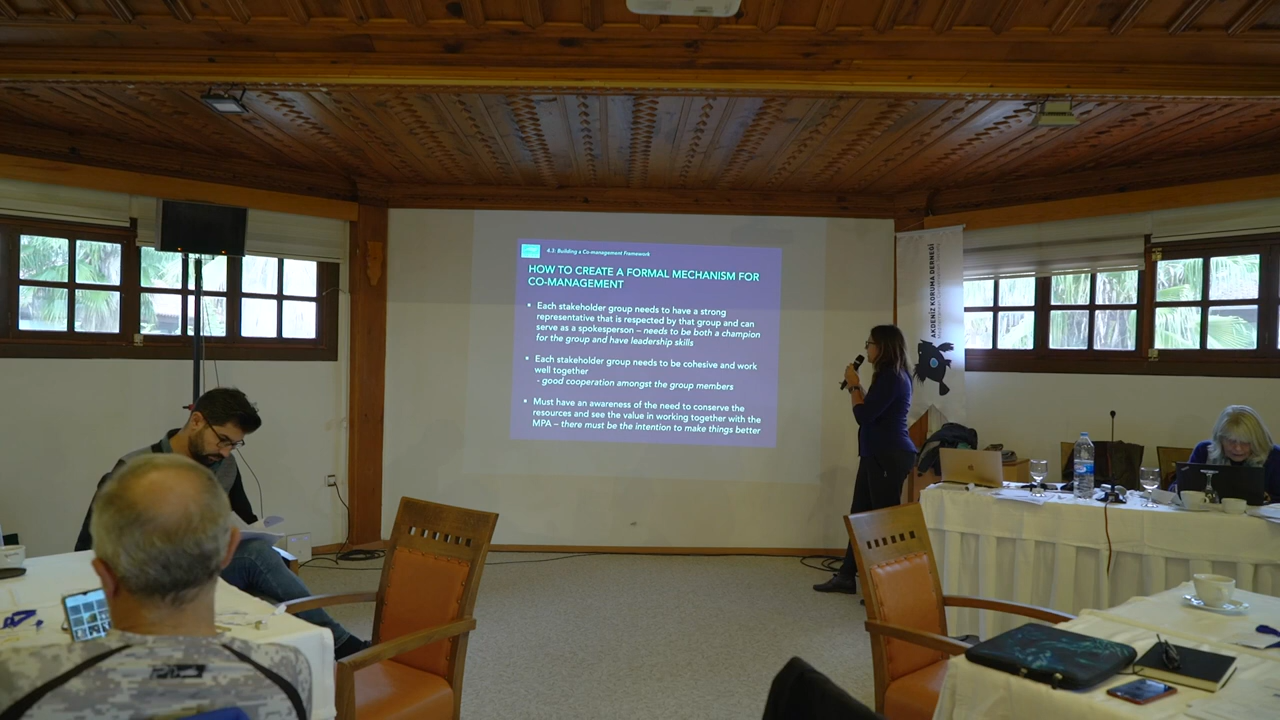 4.3: Building a Co-management Framework
HOW TO CREATE A FORMAL MECHANISM FOR
CO-MANAGEMENT
▪ Each stakeholder group needs to have a strong
representative that is respected by that group and can
serve as a spokesperson – needs to be both a champion
for the group and have leadership skills
▪ Each stakeholder group needs to be cohesive and work
well together
- good cooperation amongst the group members
▪ Must have an awareness of the need to conserve the
resources and see the value in working together with the
MPA – there must be the intention to make things better
AKDENİZ KORUMA DERNEĞİ